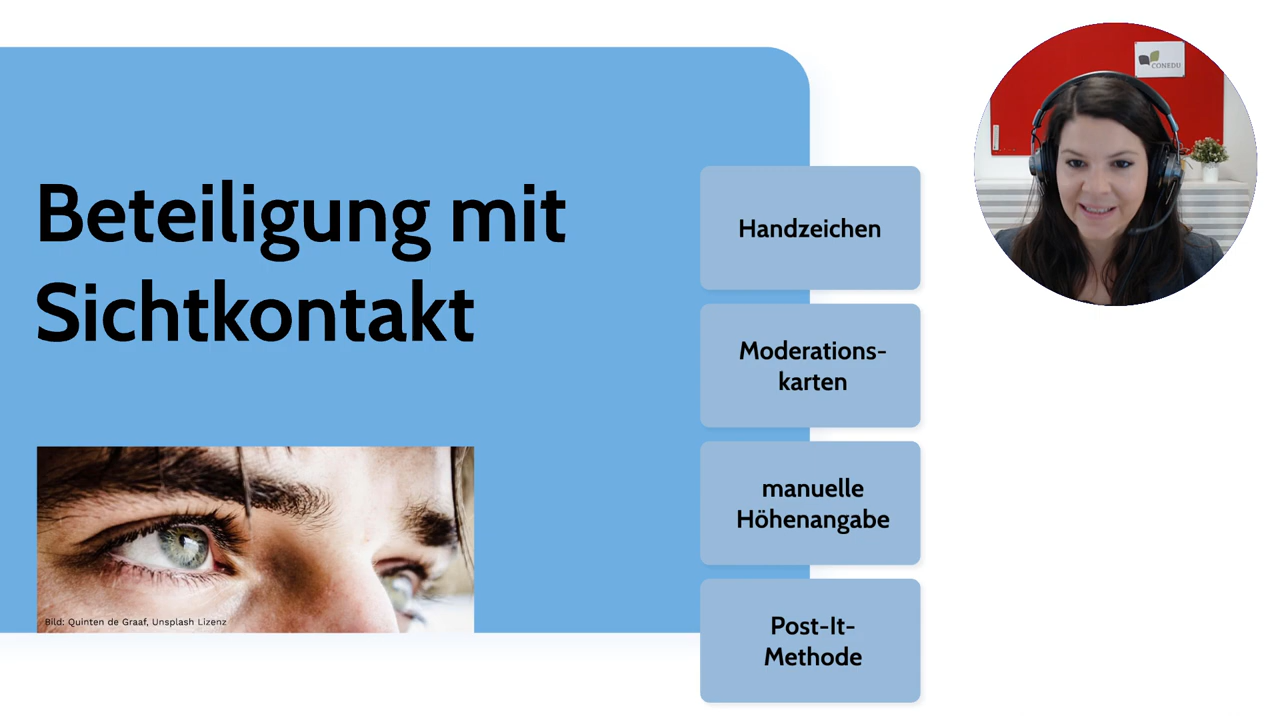 Beteiligung mit
Sichtkontakt
Bild: Quinten de Graaf, Unsplash Lizenz
Handzeichen
Moderations-
karten
manuelle
Höhenangabe
Post-It-
Methode
CONEDU